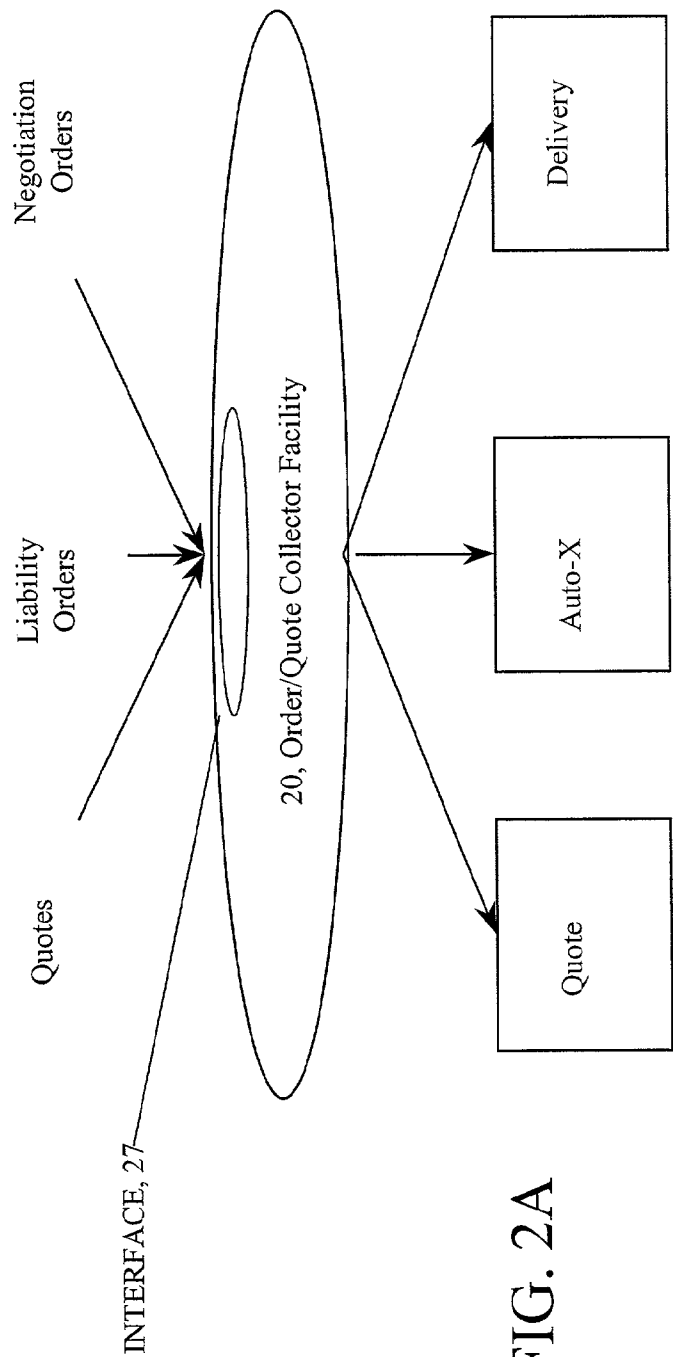 Quotes
Liability
Orders
Negotiation
Orders
INTERFACE, 27
20, Order/Quote Collector Facility
Quote
Auto-X
Delivery
FIG. 2A